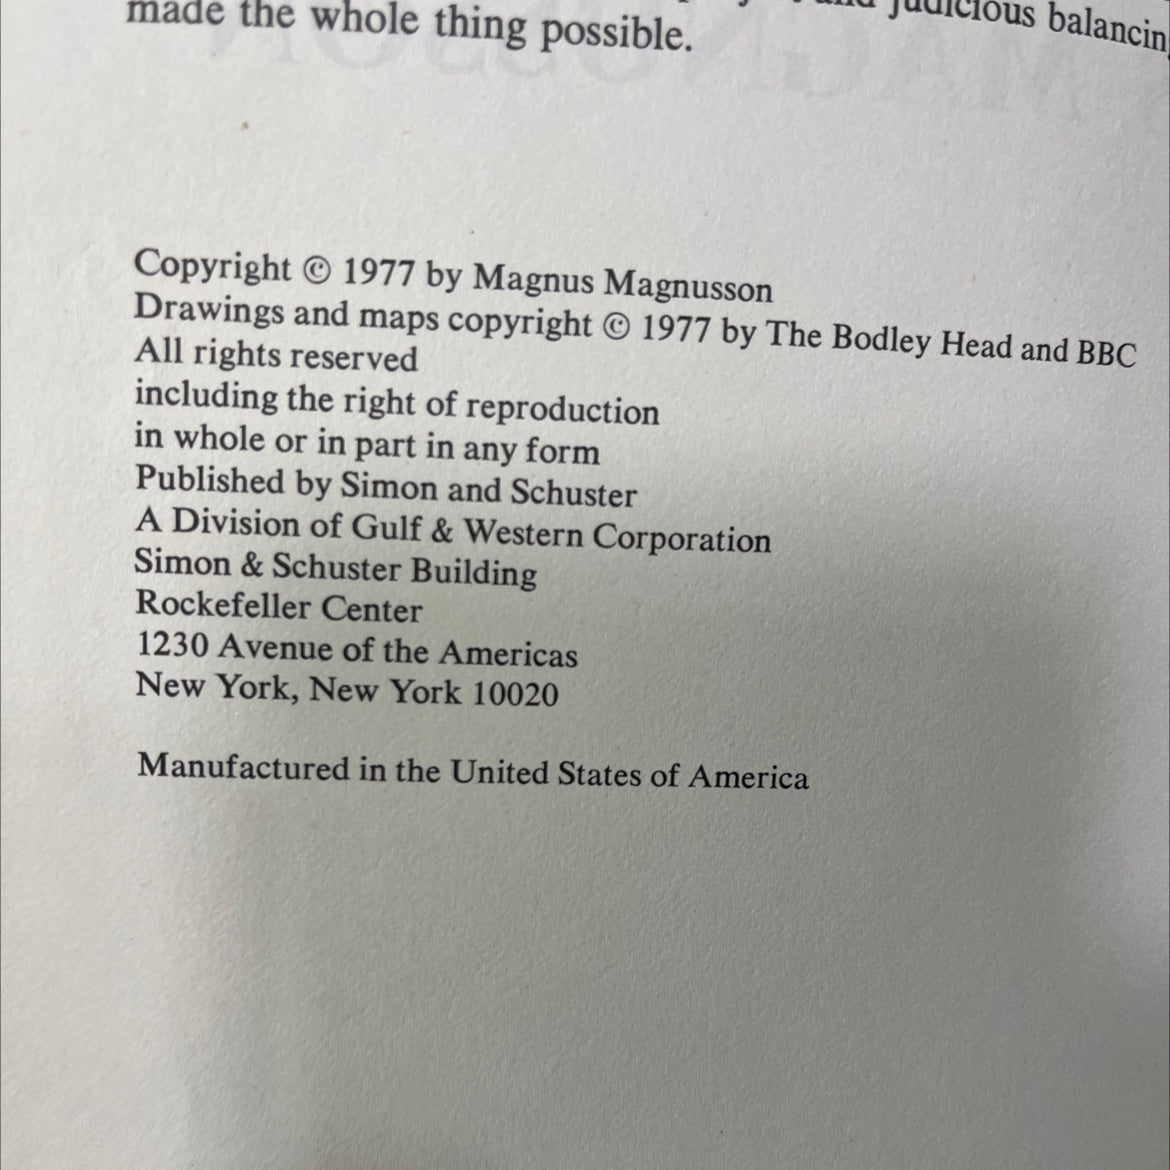 and judicious balancin
made the whole thing possible.
Copyright © 1977 by Magnus Magnusson
Drawings and maps copyright © 1977 by The Bodley Head and BBC
All rights reserved
including the right of reproduction
in whole or in part in any form
Published by Simon and Schuster
A Division of Gulf & Western Corporation
Simon & Schuster Building
Rockefeller Center
1230 Avenue of the Americas
New York, New York 10020
Manufactured in the United States of America